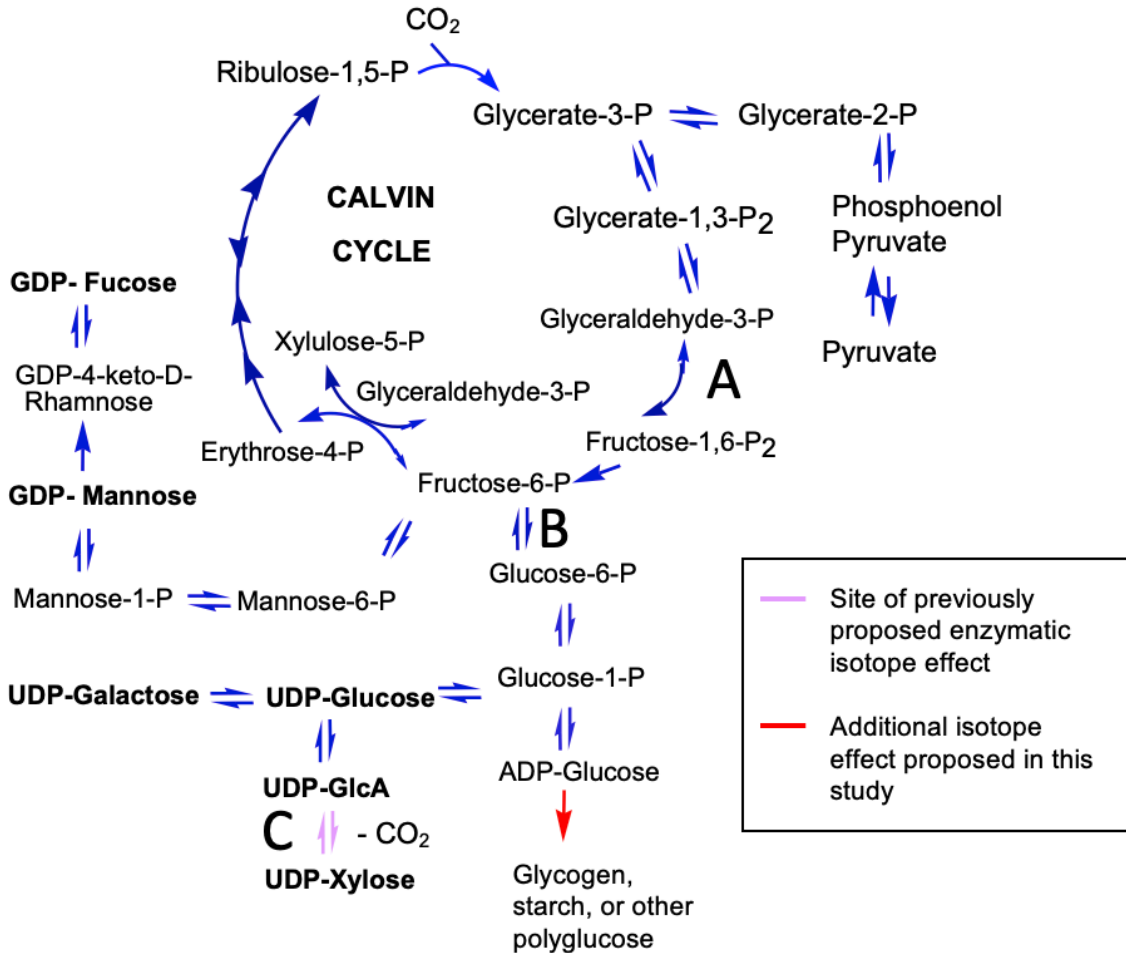 CO2
Ribulose-1,5-P
Glycerate-3-P
Glycerate-2-P
CALVIN
CYCLE
Glycerate-1,3-P2
Phosphoenol
Pyruvate
GDP- Fucose
Glyceraldehyde-3-P
Xylulose-5-P
Pyruvate
A
GDP-4-keto-D-
Rhamnose
Glyceraldehyde-3-P
Erythrose-4-P
Fructose-1,6-P2
GDP- Mannose
Fructose-6-P
B
Glucose-6-P
Mannose-1-P
Mannose-6-P
Glucose-1-P
UDP-Galactose
UDP-Glucose
ADP-Glucose
UDP-GlcA
C
- CO2
UDP-Xylose
Glycogen,
starch, or other
polyglucose
Site of previously
proposed enzymatic
isotope effect
Additional isotope
effect proposed in this
study